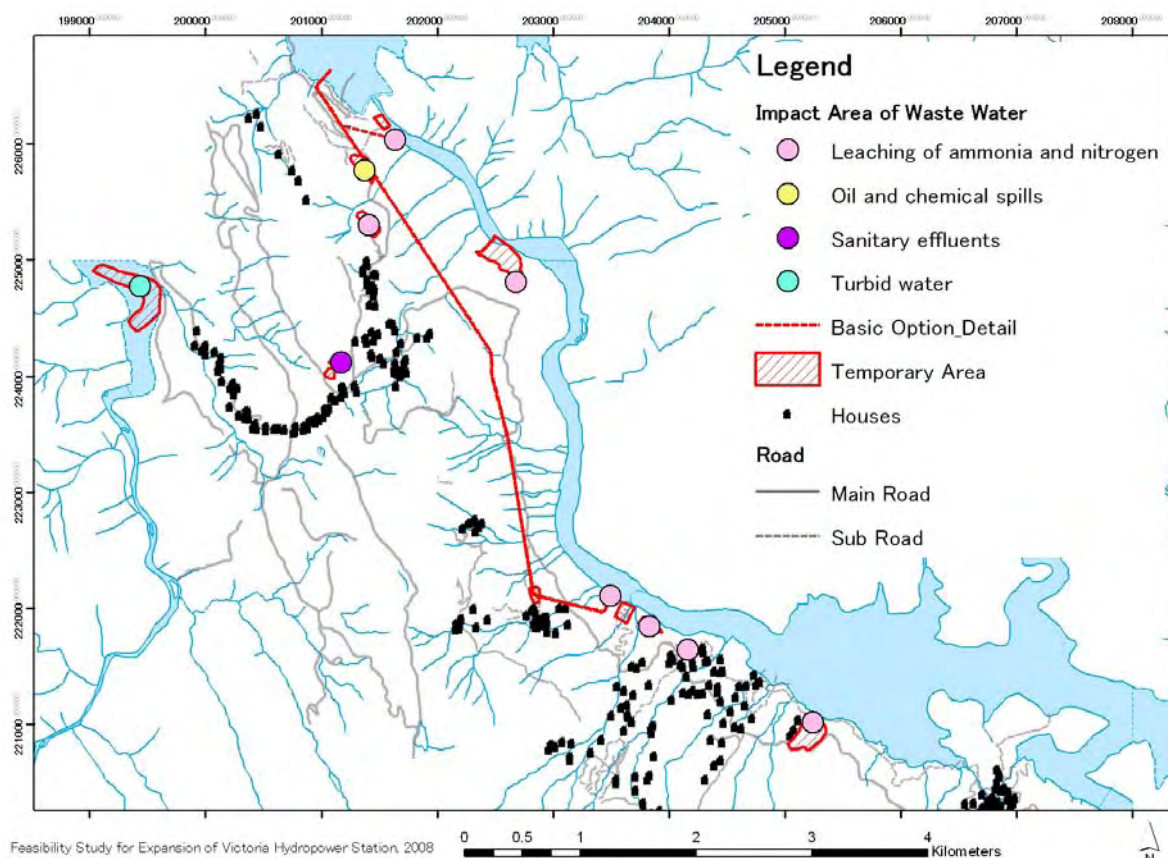 199000 200000 201000 202000 203000 204000 205000 206000 207000 208000
226000
225000
224000
223000
222000
221000
Legend
Impact Area of Waste Water
Leaching of ammonia and nitrogen
Oil and chemical spills
Sanitary effluents
Turbid water
Basic Option_Detail
Temporary Area
Houses
Road
Main Road
Sub Road
Feasibility Study for Expansion of Victoria Hydropower Station, 2008
0 0.5 1 2 3 4
Kilometers
N